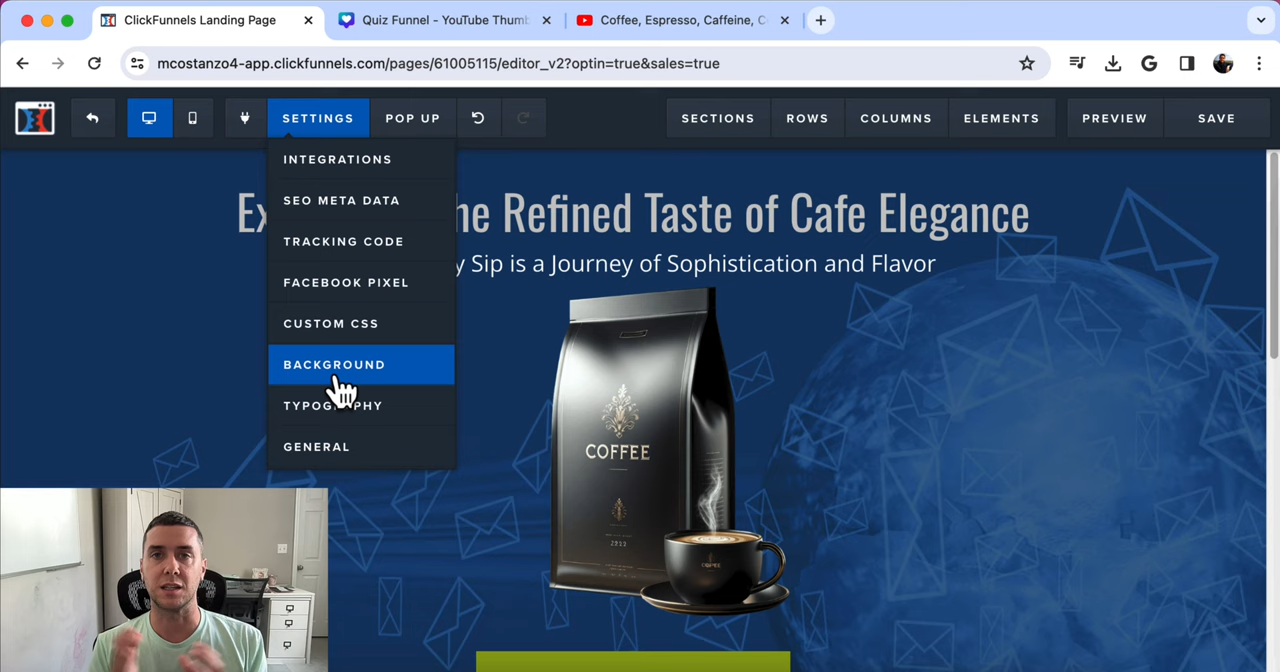 ClickFunnels Landing Page
Quiz Funnel - YouTube Thumb
Coffee, Espresso, Caffeine, C
mcostanzo4-app.clickfunnels.com/pages/61005115/editor_v2?optin=true&sales=true
SETTINGS
POP UP
SECTIONS
ROWS
COLUMNS
ELEMENTS
PREVIEW
SAVE
INTEGRATIONS
SEO META DATA
TRACKING CODE
FACEBOOK PIXEL
CUSTOM CSS
BACKGROUND
TYPOGRAPHY
GENERAL
Ex he Refined Taste of Cafe Elegance
y Sip is a Journey of Sophistication and Flavor
COFFEE